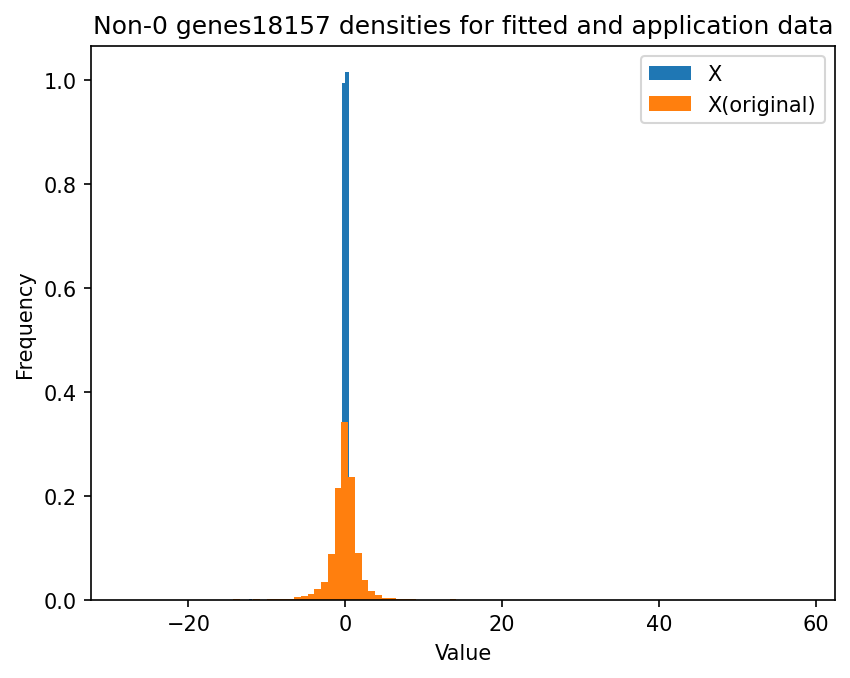 Non-0 genes18157 densities for fitted and application data
X
X(original)
1.0
0.8
0.6
0.4
0.2
0.0
Frequency
−20
0
20
40
60
Value